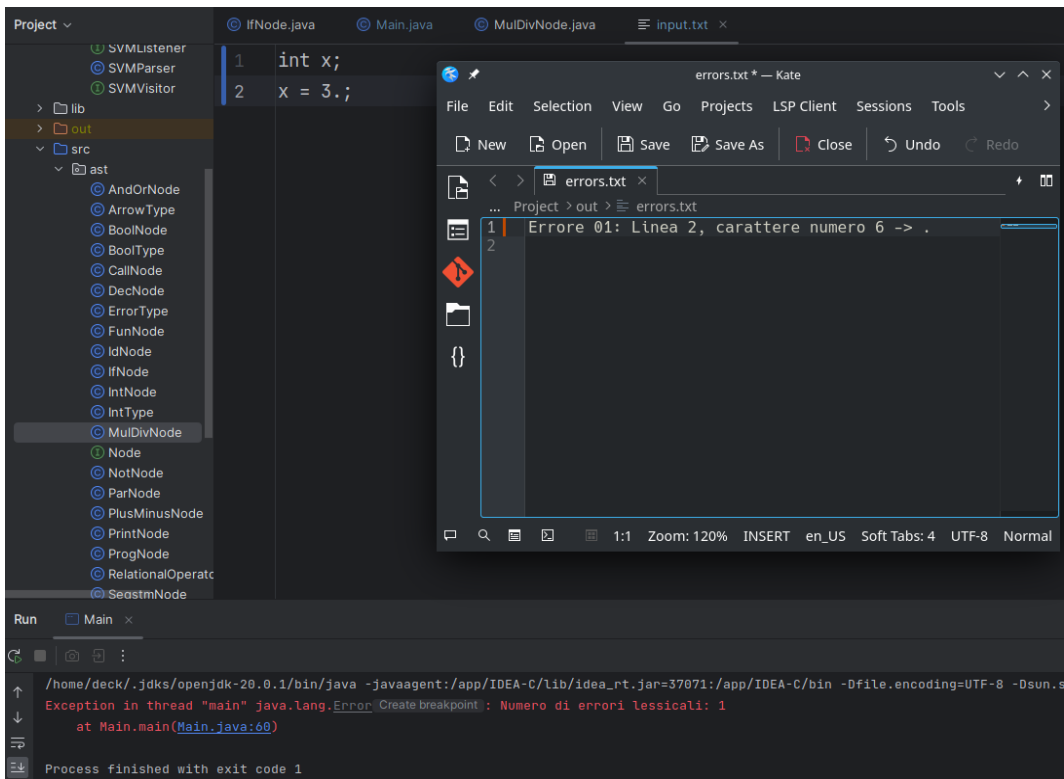 Project
IfNode.java
Main.java
MulDivNode.java
input.txt
SVMListener
SVMParser
SVMVisitor
lib
out
src
ast
AndOrNode
ArrowType
BoolNode
BoolType
CallNode
DecNode
ErrorType
FunNode
IdNode
IfNode
IntNode
IntType
MulDivNode
Node
NotNode
ParNode
PlusMinusNode
PrintNode
ProgNode
RelationalOperato
SeqstmNode
1 int x;
2 x = 3.;
errors.txt * — Kate
File Edit Selection View Go Projects LSP Client Sessions Tools
New Open Save Save As Close Undo Redo
errors.txt
... Project > out > errors.txt
1 Errore 01: Linea 2, carattere numero 6 -> .
2
1:1 Zoom: 120% INSERT en_US Soft Tabs: 4 UTF-8 Normal
Run Main
/home/deck/.jdks/openjdk-20.0.1/bin/java -javaagent:/app/IDEA-C/lib/idea_rt.jar=37071:/app/IDEA-C/bin -Dfile.encoding=UTF-8 -Dsun.s
Exception in thread "main" java.lang.Error Create breakpoint : Numero di errori lessicali: 1
at Main.main(Main.java:60)
Process finished with exit code 1